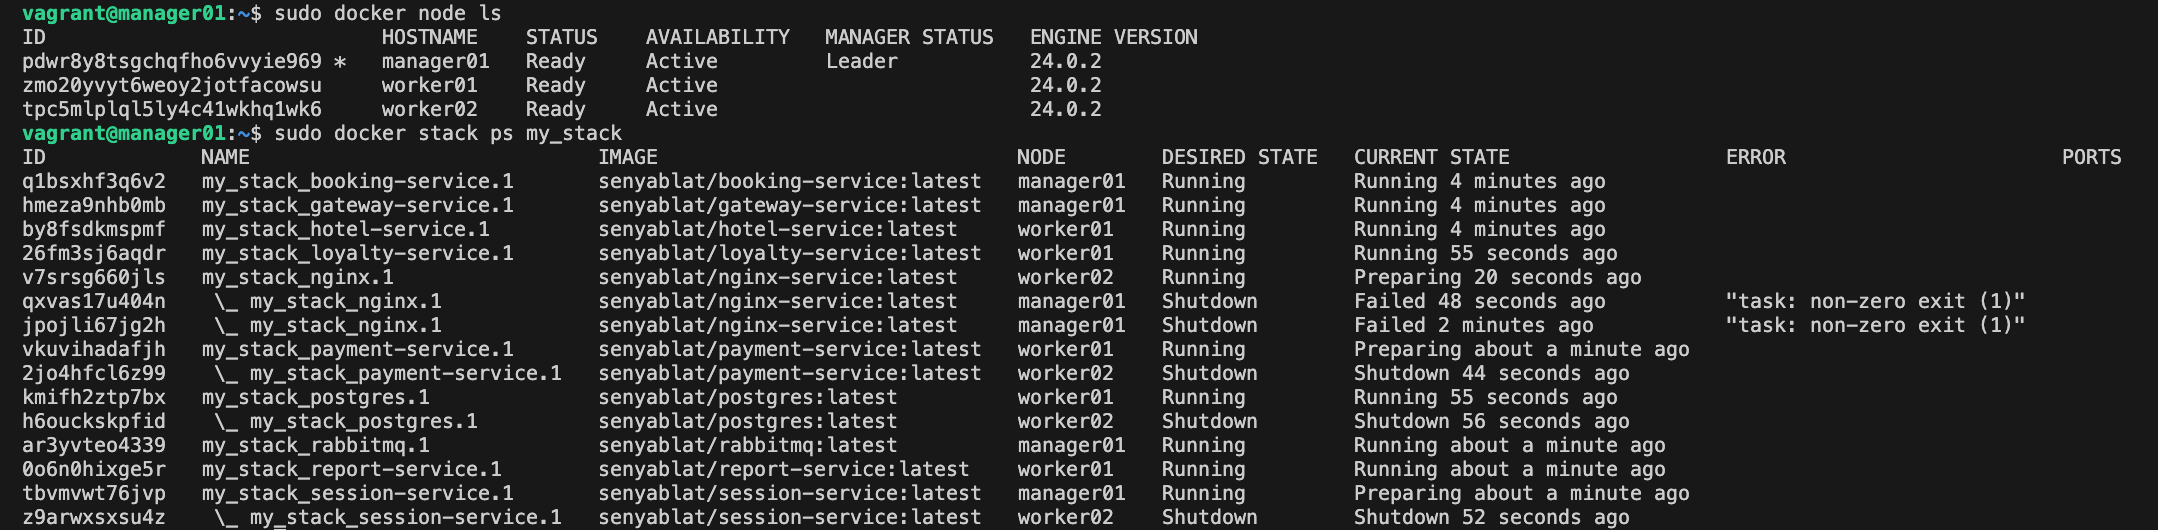 vagrant@manager01:~$ sudo docker node ls
ID                            HOSTNAME    STATUS    AVAILABILITY   MANAGER STATUS   ENGINE VERSION
pdwr8y8tsgchqfho6vvyie969 *   manager01   Ready     Active         Leader           24.0.2
zmo20yvyt6weoy2jotfacowsu     worker01    Ready     Active                          24.0.2
tpc5mlplql5ly4c41wkhq1wk6     worker02    Ready     Active                          24.0.2
vagrant@manager01:~$ sudo docker stack ps my_stack
ID             NAME                             IMAGE                              NODE        DESIRED STATE   CURRENT STATE                  ERROR                       PORTS
q1bsxhf3q6v2   my_stack_booking-service.1       senyablat/booking-service:latest   manager01   Running         Running 4 minutes ago
hmeza9nhb0mb   my_stack_gateway-service.1       senyablat/gateway-service:latest   manager01   Running         Running 4 minutes ago
by8fsdkmspmf   my_stack_hotel-service.1         senyablat/hotel-service:latest     worker01    Running         Running 4 minutes ago
26fm3sj6aqdr   my_stack_loyalty-service.1       senyablat/loyalty-service:latest   worker01    Running         Running 55 seconds ago
v7srsg660jls   my_stack_nginx.1                 senyablat/nginx-service:latest     worker02    Running         Preparing 20 seconds ago
qxvas17u404n    \_ my_stack_nginx.1             senyablat/nginx-service:latest     manager01   Shutdown        Failed 48 seconds ago          "task: non-zero exit (1)"
jpojli67jg2h    \_ my_stack_nginx.1             senyablat/nginx-service:latest     manager01   Shutdown        Failed 2 minutes ago           "task: non-zero exit (1)"
vkuvihadafjh   my_stack_payment-service.1       senyablat/payment-service:latest   worker01    Running         Preparing about a minute ago
2jo4hfcl6z99    \_ my_stack_payment-service.1   senyablat/payment-service:latest   worker02    Shutdown        Shutdown 44 seconds ago
kmifh2ztp7bx   my_stack_postgres.1              senyablat/postgres:latest          worker01    Running         Running 55 seconds ago
h6ouckskpfid    \_ my_stack_postgres.1          senyablat/postgres:latest          worker02    Shutdown        Shutdown 56 seconds ago
ar3yvteo4339   my_stack_rabbitmq.1              senyablat/rabbitmq:latest          manager01   Running         Running about a minute ago
0o6n0hixge5r   my_stack_report-service.1        senyablat/report-service:latest    worker01    Running         Running about a minute ago
tbvmvwt76jvp   my_stack_session-service.1       senyablat/session-service:latest   manager01   Running         Preparing about a minute ago
z9arwxsxsu4z    \_ my_stack_session-service.1   senyablat/session-service:latest   worker02    Shutdown        Shutdown 52 seconds ago